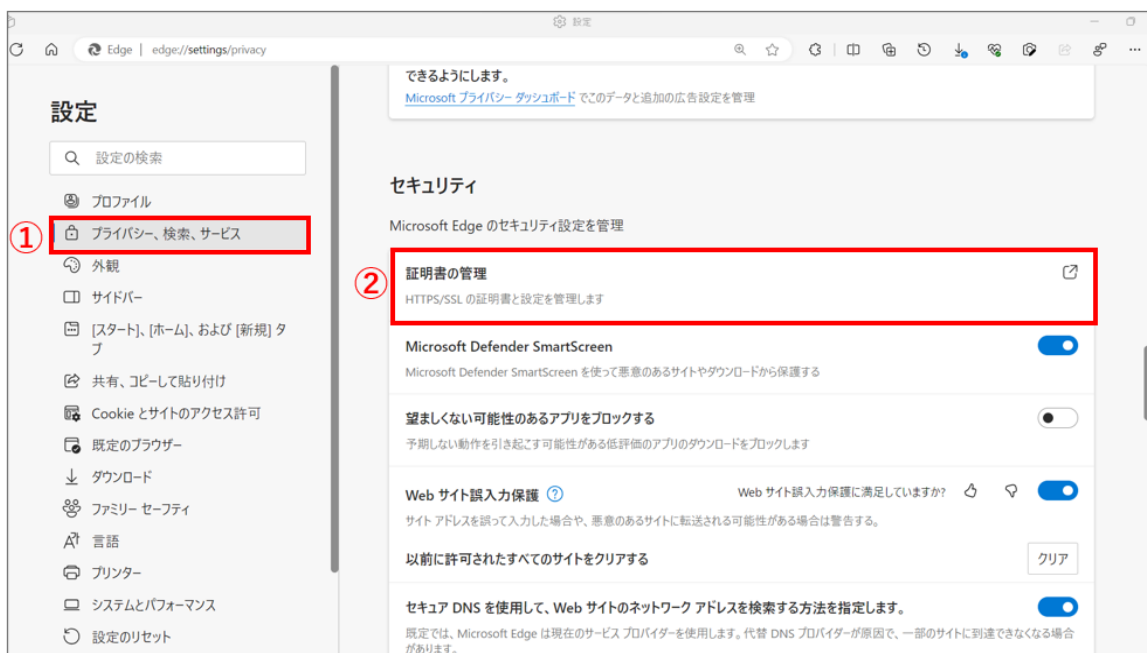 設定
Edge | edge://settings/privacy
設定
設定の検索
①
プロファイル
プライバシー、検索、サービス
外観
サイドバー
[スタート]、[ホーム]、および [新規] タ
ブ
共有、コピーして貼り付け
Cookie とサイトのアクセス許可
既定のブラウザー
ダウンロード
ファミリー セーフティ
言語
プリンター
システムとパフォーマンス
設定のリセット
できるようにします。
Microsoft プライバシー ダッシュボード でこのデータと追加の広告設定を管理
セキュリティ
Microsoft Edge のセキュリティ設定を管理
②
証明書の管理
HTTPS/SSL の証明書と設定を管理します
Microsoft Defender SmartScreen
Microsoft Defender SmartScreen を使って悪意のあるサイトやダウンロードから保護する
望ましくない可能性のあるアプリをブロックする
予期しない動作を引き起こす可能性がある低評価のアプリのダウンロードをブロックします
Web サイト誤入力保護 ?
Web サイト誤入力保護に満足していますか?
サイト アドレスを誤って入力した場合や、悪意のあるサイトに転送される可能性がある場合は警告する。
以前に許可されたすべてのサイトをクリアする
クリア
セキュア DNS を使用して、Web サイトのネットワーク アドレスを検索する方法を指定します。
既定では、Microsoft Edge は現在のサービス プロバイダーを使用します。代替 DNS プロバイダーが原因で、一部のサイトに到達できなくなる場合
があります。